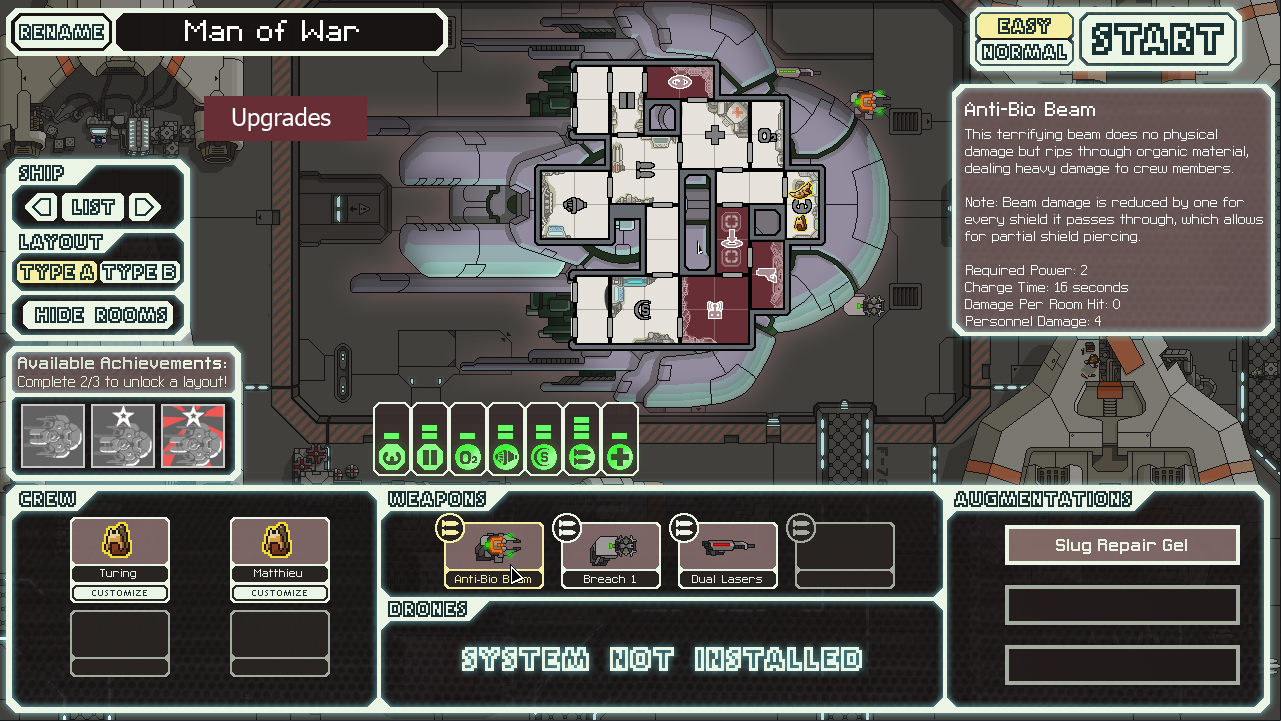 RENAME
Man of War
EASY
NORMAL
START
Upgrades
Anti-Bio Beam
This terrifying beam does no physical
damage but rips through organic material,
dealing heavy damage to crew members.
Note: Beam damage is reduced by one for
every shield it passes through, which allows
for partial shield piercing.
Required Power: 2
Charge Time: 16 seconds
Damage Per Room Hit: 0
Personnel Damage: 4
SHIP
LIST
LAYOUT
TYPE A
TYPE B
HIDE ROOMS
Available Achievements:
Complete 2/3 to unlock a layout!
O2
S
CREW
Turing
CUSTOMIZE
Matthieu
CUSTOMIZE
WEAPONS
Anti-Bio Beam
Breach 1
Dual Lasers
DRONES
SYSTEM NOT INSTALLED
AUGMENTATIONS
Slug Repair Gel